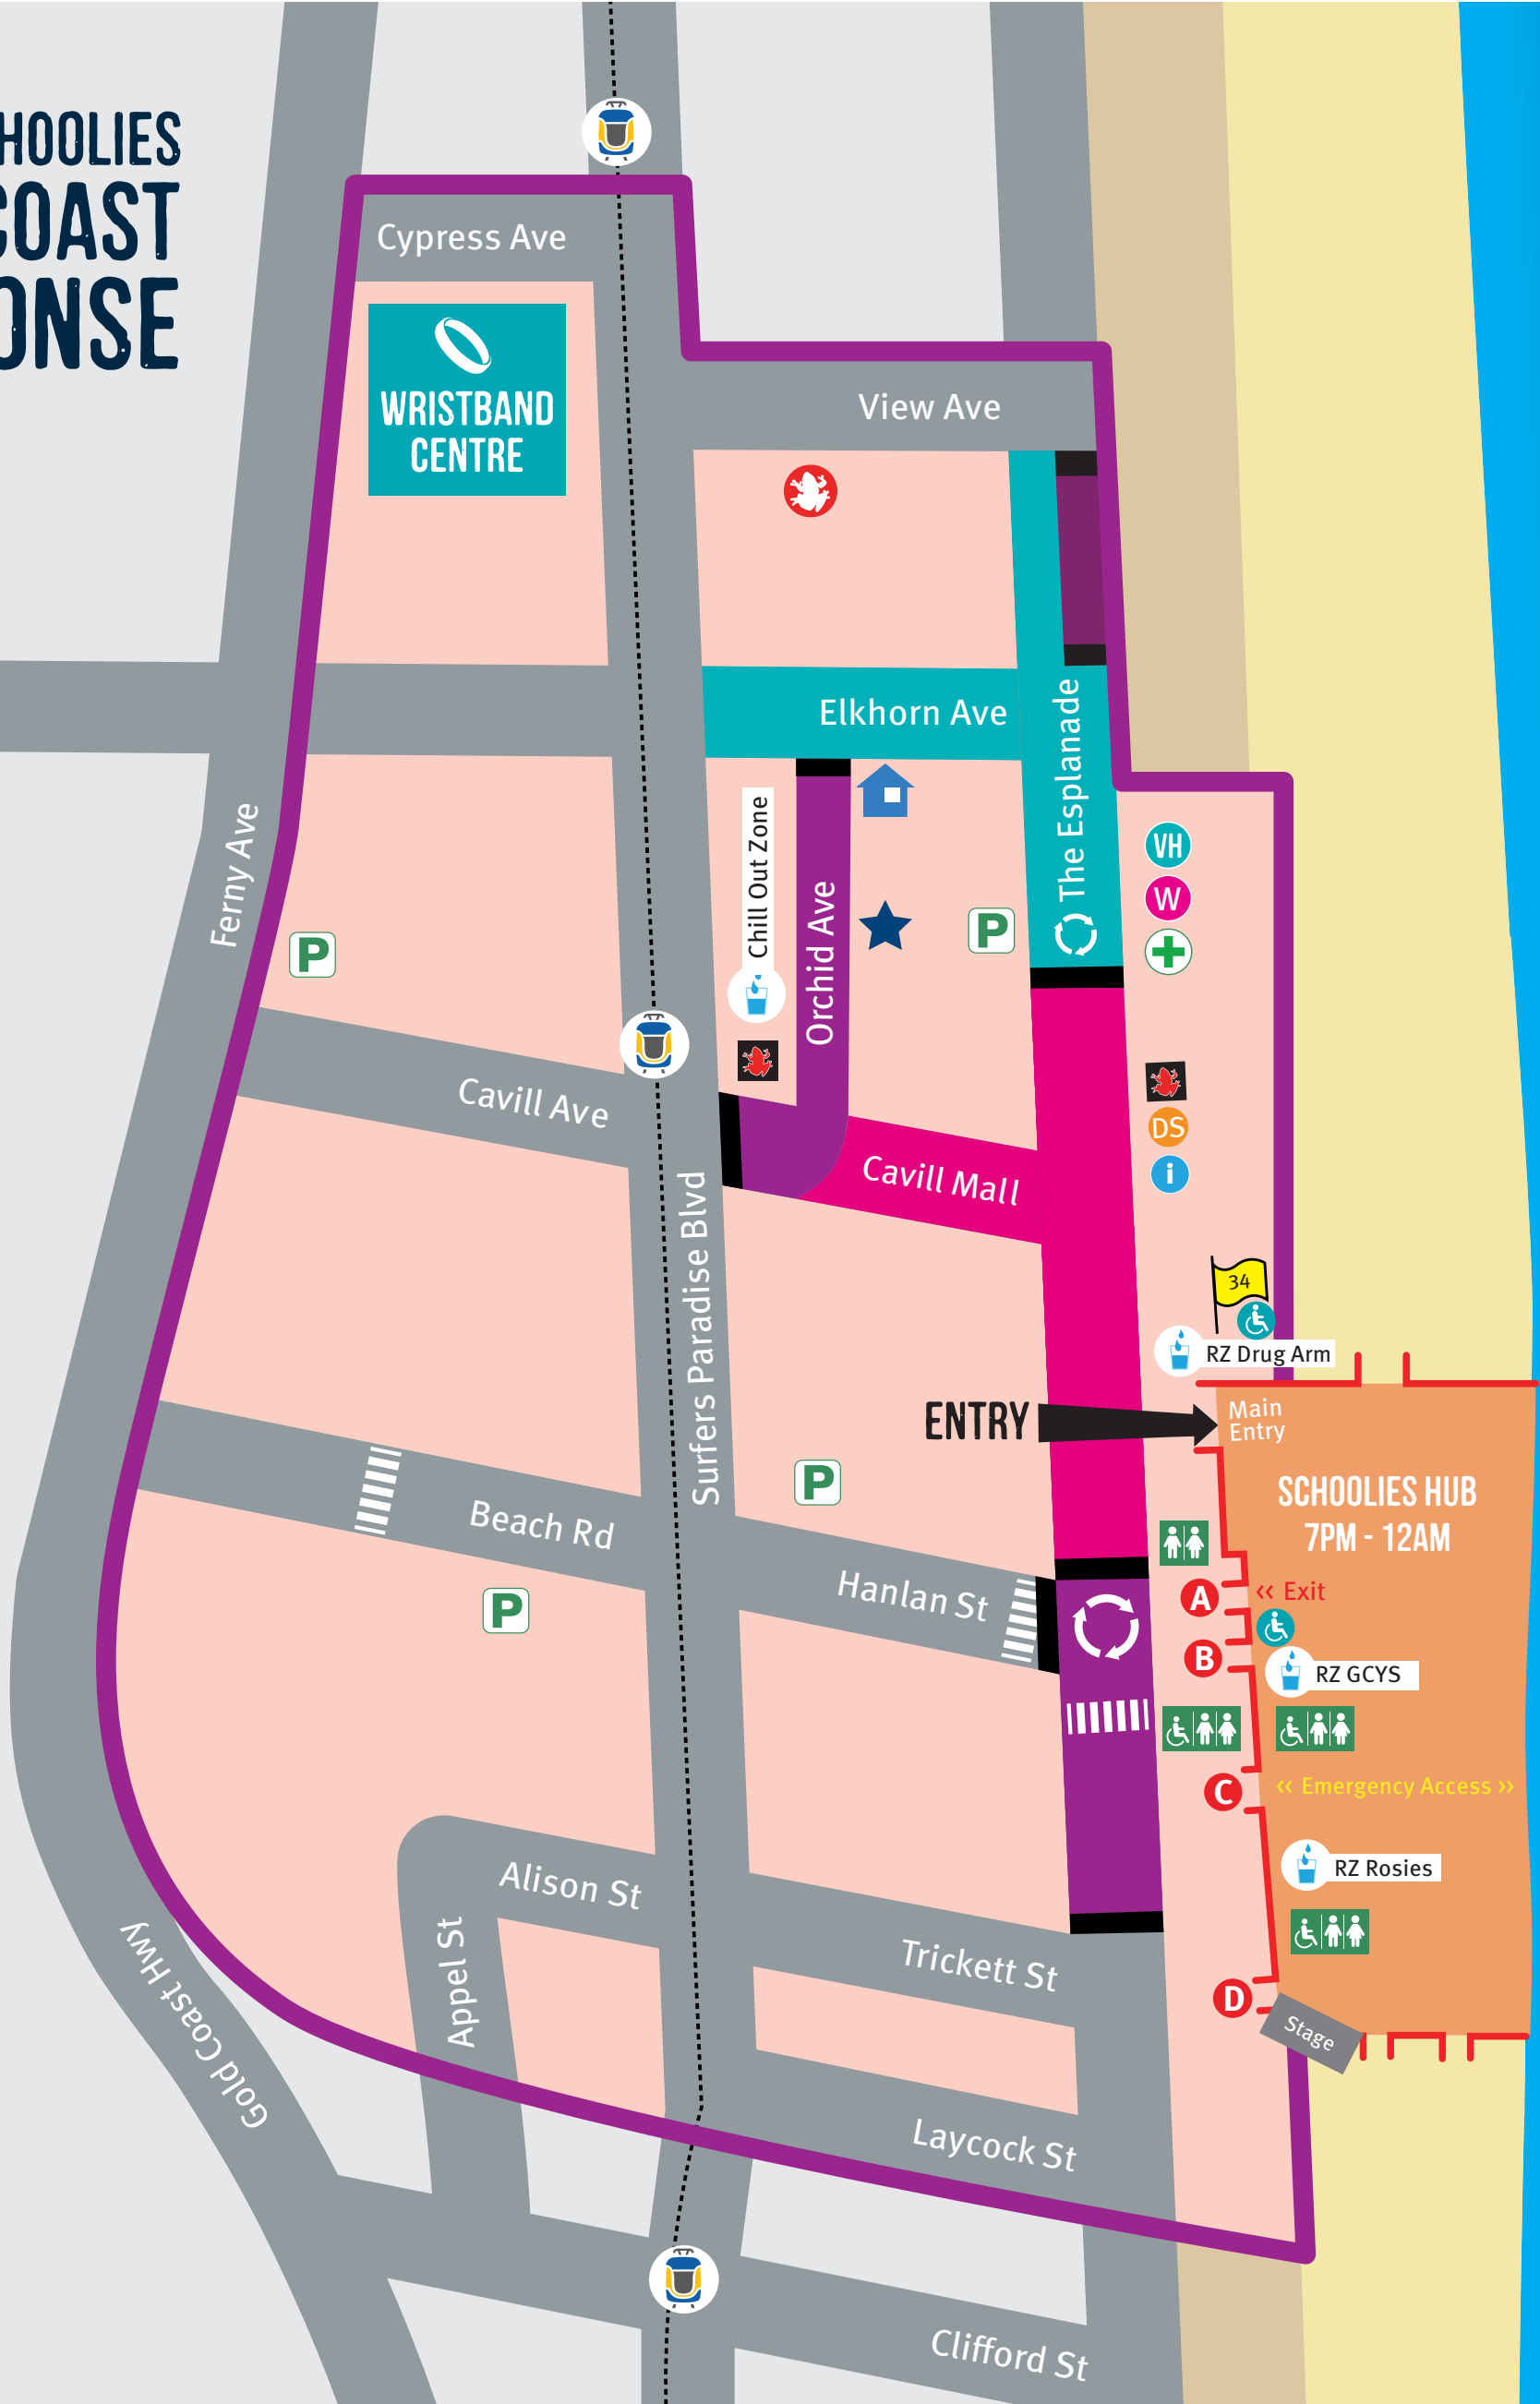 HOOLIES
COAST
ONSE
Cypress Ave
WRISTBAND
CENTRE
View Ave
Elkhorn Ave
The Esplanade
Ferny Ave
Chill Out Zone
Orchid Ave
P
P
VH
W
Cavill Ave
DS
i
Cavill Mall
Surfers Paradise Blvd
34
RZ Drug Arm
ENTRY
Main
Entry
SCHOOLIES HUB
7PM - 12AM
P
Beach Rd
Hanlan St
P
A
<< Exit
B
RZ GCYS
C
<< Emergency Access >>
RZ Rosies
Alison St
Appel St
Trickett St
D
Stage
Gold Coast Hwy
Laycock St
Clifford St